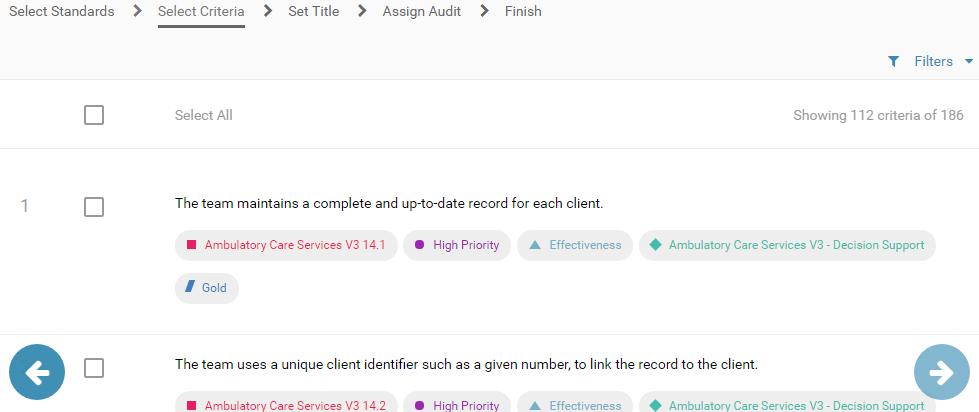 Select Standards Select Criteria Set Title Assign Audit Finish
Filters
Select All Showing 112 criteria of 186
1 The team maintains a complete and up-to-date record for each client.
Ambulatory Care Services V3 14.1 High Priority Effectiveness Ambulatory Care Services V3 - Decision Support
Gold
The team uses a unique client identifier such as a given number, to link the record to the client.
Ambulatory Care Services V3 14.2 High Priority Effectiveness Ambulatory Care Services V3 - Decision Support